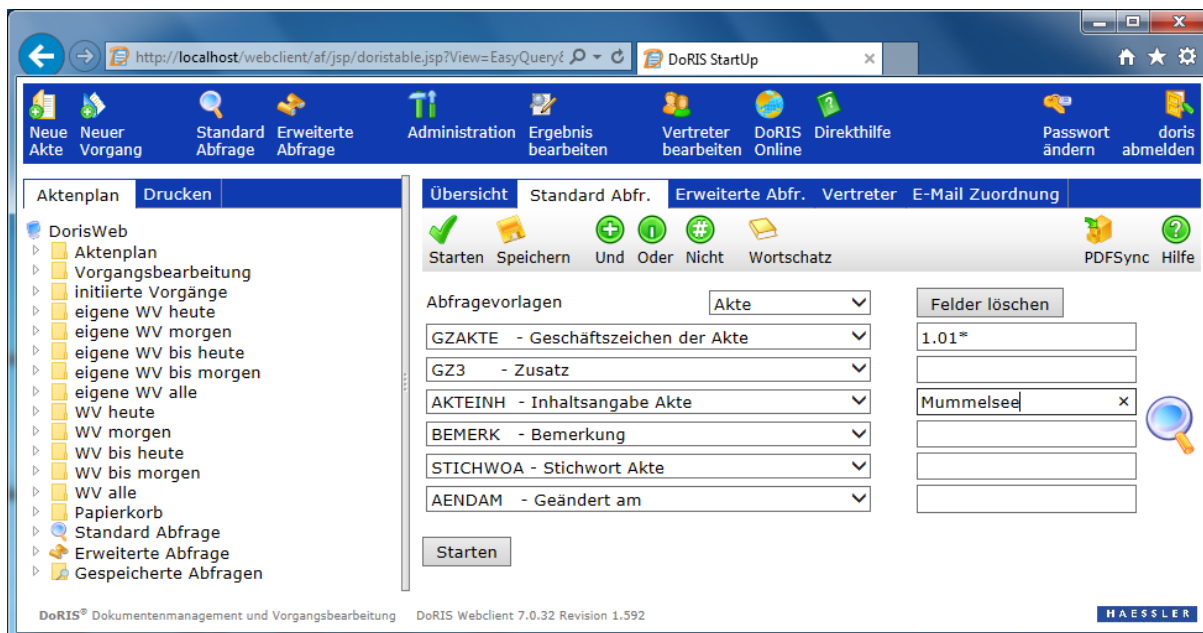 http://localhost/webclient/af/jsp/doristable.jsp?View=EasyQuery&
DoRIS StartUp
Neue Akte
Neuer Vorgang
Standard Abfrage
Erweiterte Abfrage
Administration
Ergebnis bearbeiten
Vertreter bearbeiten
DoRIS Online
Direkthilfe
Passwort ändern
doris abmelden
Aktenplan Drucken
DorisWeb
Aktenplan
Vorgangsbearbeitung
initiierte Vorgänge
eigene WV heute
eigene WV morgen
eigene WV bis heute
eigene WV bis morgen
eigene WV alle
WV heute
WV morgen
WV bis heute
WV bis morgen
WV alle
Papierkorb
Standard Abfrage
Erweiterte Abfrage
Gespeicherte Abfragen
Übersicht Standard Abfr. Erweiterte Abfr. Vertreter E-Mail Zuordnung
Starten Speichern Und Oder Nicht Wortschatz PDFSync Hilfe
Abfragevorlagen Akte Felder löschen
GZAKTE - Geschäftszeichen der Akte 1.01*
GZ3 - Zusatz
AKTEINH - Inhaltsangabe Akte Mummelsee
BEMERK - Bemerkung
STICHWOA - Stichwort Akte
AENDAM - Geändert am
Starten
DoRIS® Dokumentenmanagement und Vorgangsbearbeitung DoRIS Webclient 7.0.32 Revision 1.592
HAESSLER